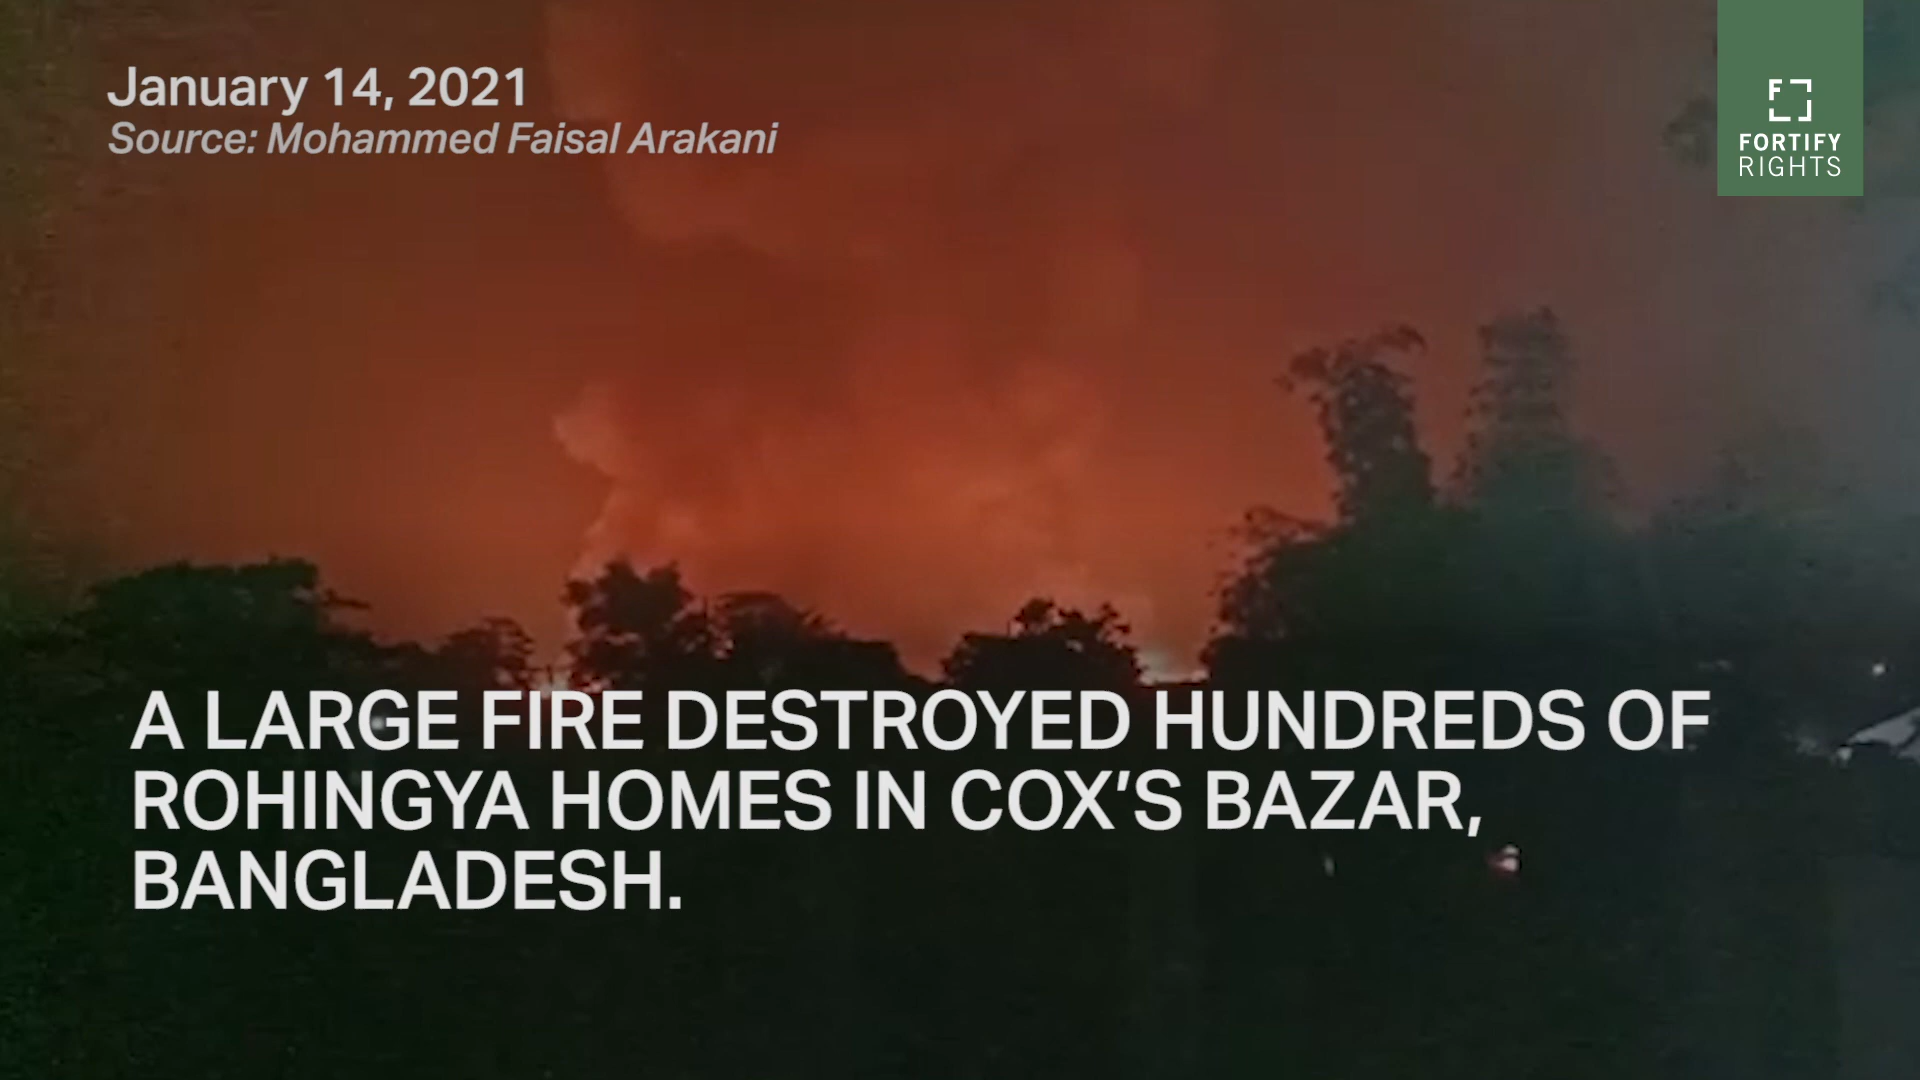 January 14, 2021
Source: Mohammed Faisal Arakani
F
FORTIFY
RIGHTS
A LARGE FIRE DESTROYED HUNDREDS OF
ROHINGYA HOMES IN COX’S BAZAR,
BANGLADESH.